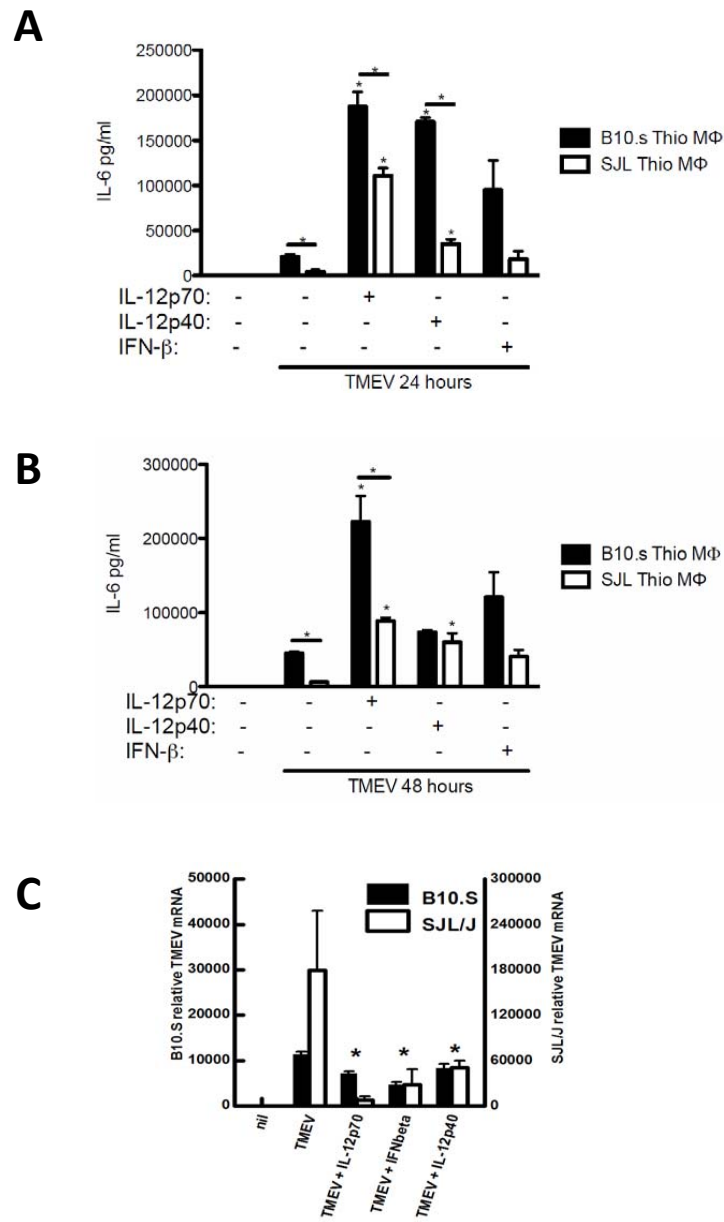 A
250000
200000
150000
100000
50000
0
IL-6 pg/ml
*
*
*
*
*
*
*
B10.s Thio MΦ
SJL Thio MΦ
IL-12p70: - - + - -
IL-12p40: - - - + -
IFN-β: - - - - +
TMEV 24 hours
B
300000
200000
100000
0
IL-6 pg/ml
*
*
*
*
*
B10.s Thio MΦ
SJL Thio MΦ
IL-12p70: - - + - -
IL-12p40: - - - + -
IFN-β: - - - - +
TMEV 48 hours
C
50000
40000
30000
20000
10000
0
B10.S relative TMEV mRNA
B10.S
SJL/J
300000
240000
180000
120000
60000
0
SJL/J relative TMEV mRNA
* * *
nil
TMEV
TMEV + IL-12p70
TMEV + IFNbeta
TMEV + IL-12p40